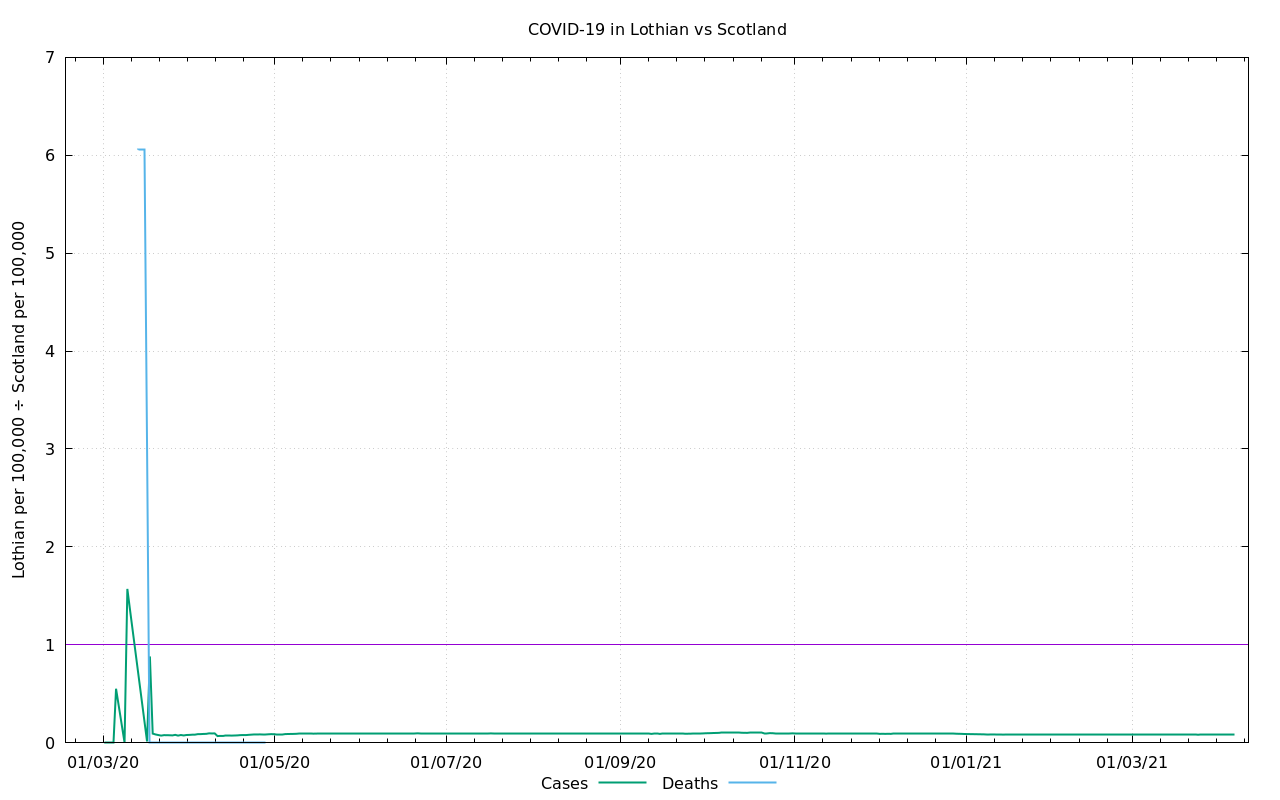 COVID-19 in Lothian vs Scotland
Lothian per 100,000 ÷ Scotland per 100,000
7
6
5
4
3
2
1
0
01/03/20 01/05/20 01/07/20 01/09/20 01/11/20 01/01/21 01/03/21
Cases Deaths